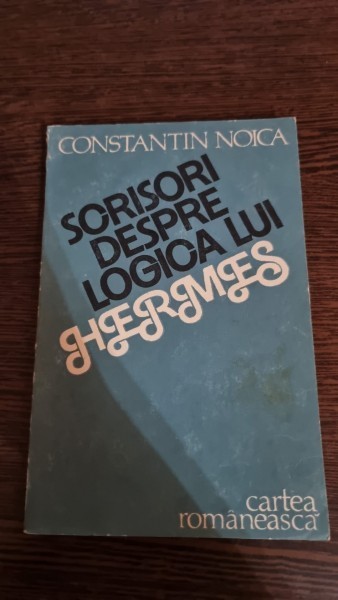 CONSTANTIN NOICA
SCRISORI
DESPRE
LOGICA LUI
HERMES
cartea
românească